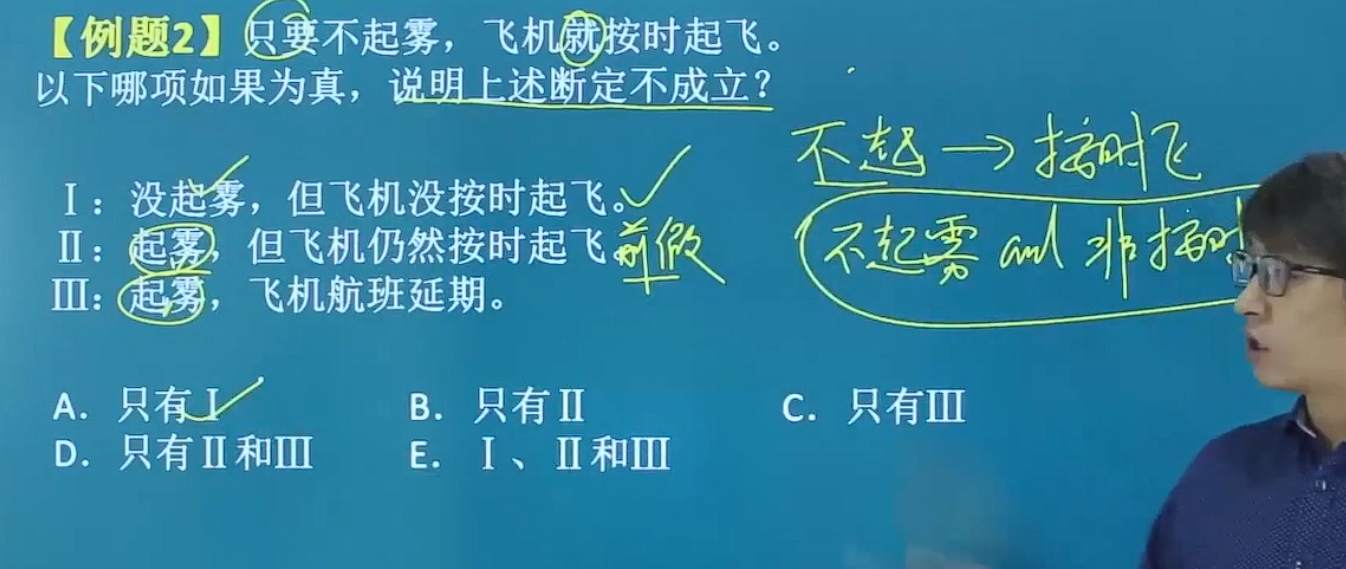 【例题2】只要不起雾，飞机就按时起飞。
以下哪项如果为真，说明上述断定不成立？
不起 → 按时飞
Ⅰ：没起雾，但飞机没按时起飞。
Ⅱ：起雾，但飞机仍然按时起飞。前假
不起雾 and 非按时
Ⅲ：起雾，飞机航班延期。
A．只有Ⅰ B．只有Ⅱ C．只有Ⅲ
D．只有Ⅱ和Ⅲ E．Ⅰ、Ⅱ和Ⅲ